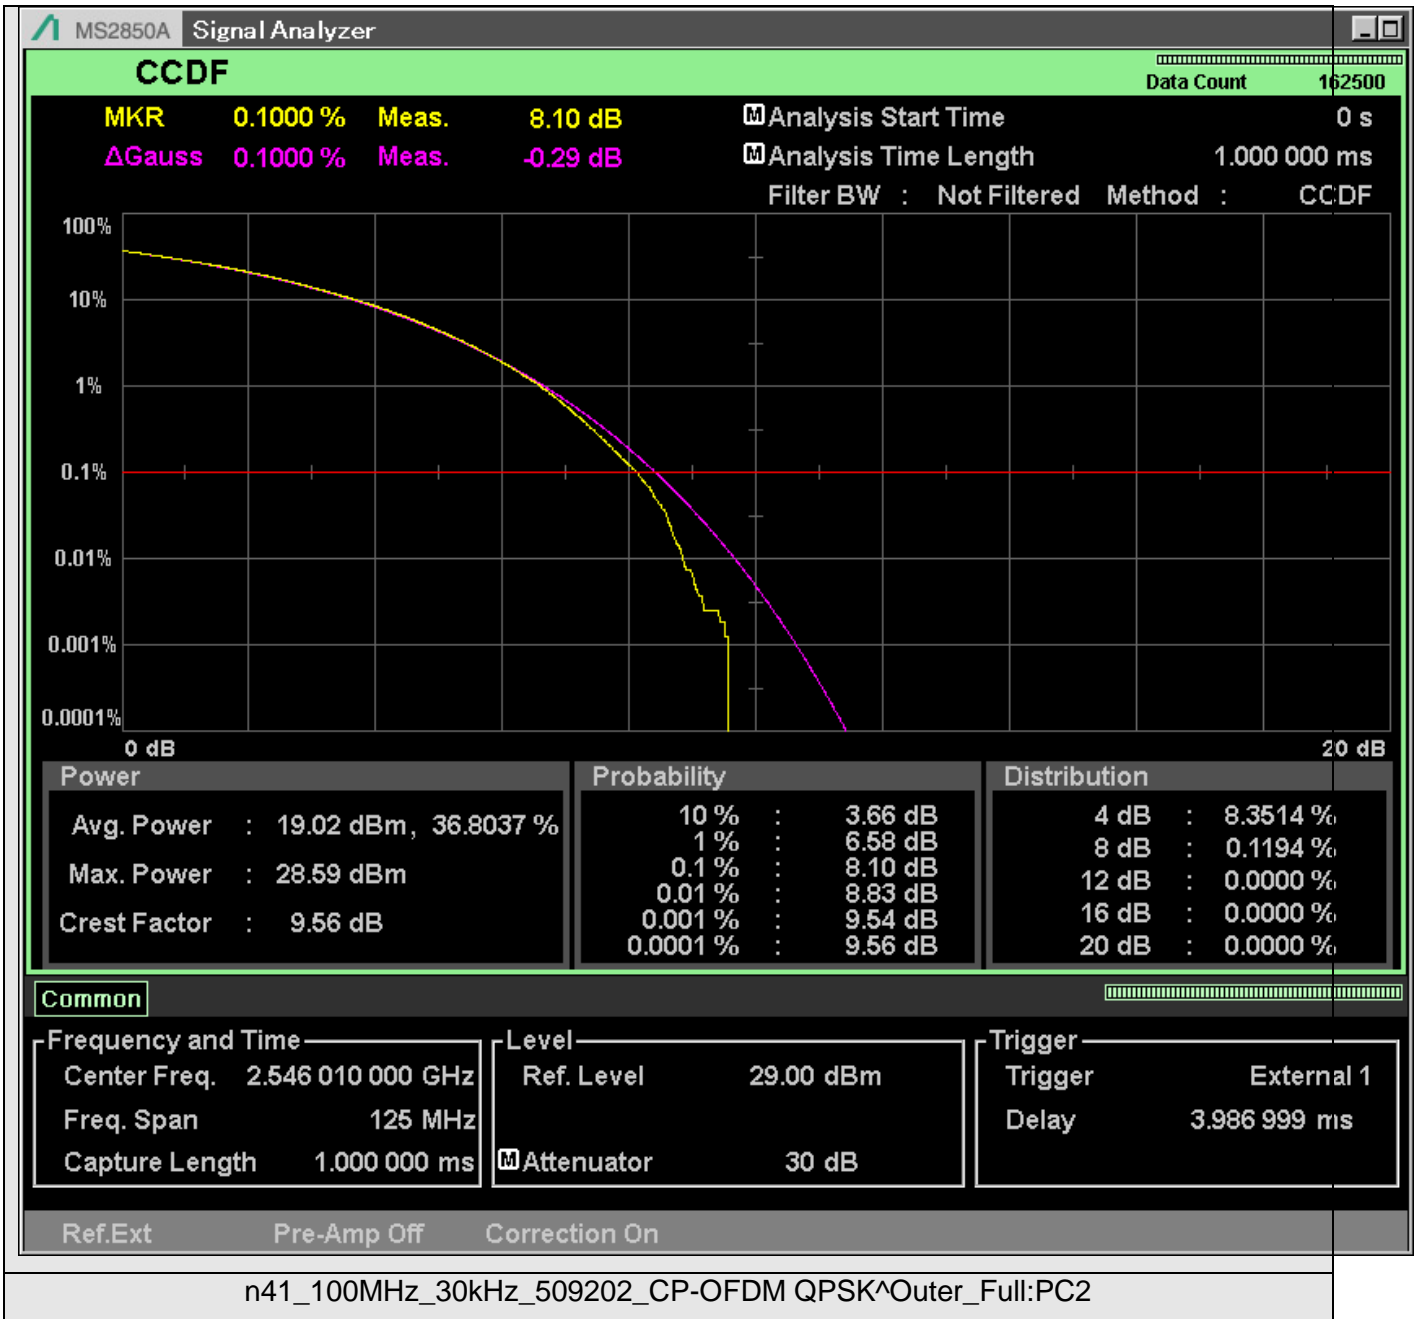 MS2850A Signal Analyzer
CCDF
Data Count 162500
MKR 0.1000 % Meas. 8.10 dB
M Analysis Start Time 0 s
ΔGauss 0.1000 % Meas. -0.29 dB
M Analysis Time Length 1.000 000 ms
Filter BW : Not Filtered Method : CCDF
100%
10%
1%
0.1%
0.01%
0.001%
0.0001%
0 dB 20 dB
Power
Avg. Power : 19.02 dBm, 36.8037 %
Max. Power : 28.59 dBm
Crest Factor : 9.56 dB
Probability
10 % : 3.66 dB
1 % : 6.58 dB
0.1 % : 8.10 dB
0.01 % : 8.83 dB
0.001 % : 9.54 dB
0.0001 % : 9.56 dB
Distribution
4 dB : 8.3514 %
8 dB : 0.1194 %
12 dB : 0.0000 %
16 dB : 0.0000 %
20 dB : 0.0000 %
Common
Frequency and Time
Center Freq. 2.546 010 000 GHz
Freq. Span 125 MHz
Capture Length 1.000 000 ms
Level
Ref. Level 29.00 dBm
M Attenuator 30 dB
Trigger
Trigger External 1
Delay 3.986 999 ms
Ref.Ext Pre-Amp Off Correction On
n41_100MHz_30kHz_509202_CP-OFDM QPSK^Outer_Full:PC2